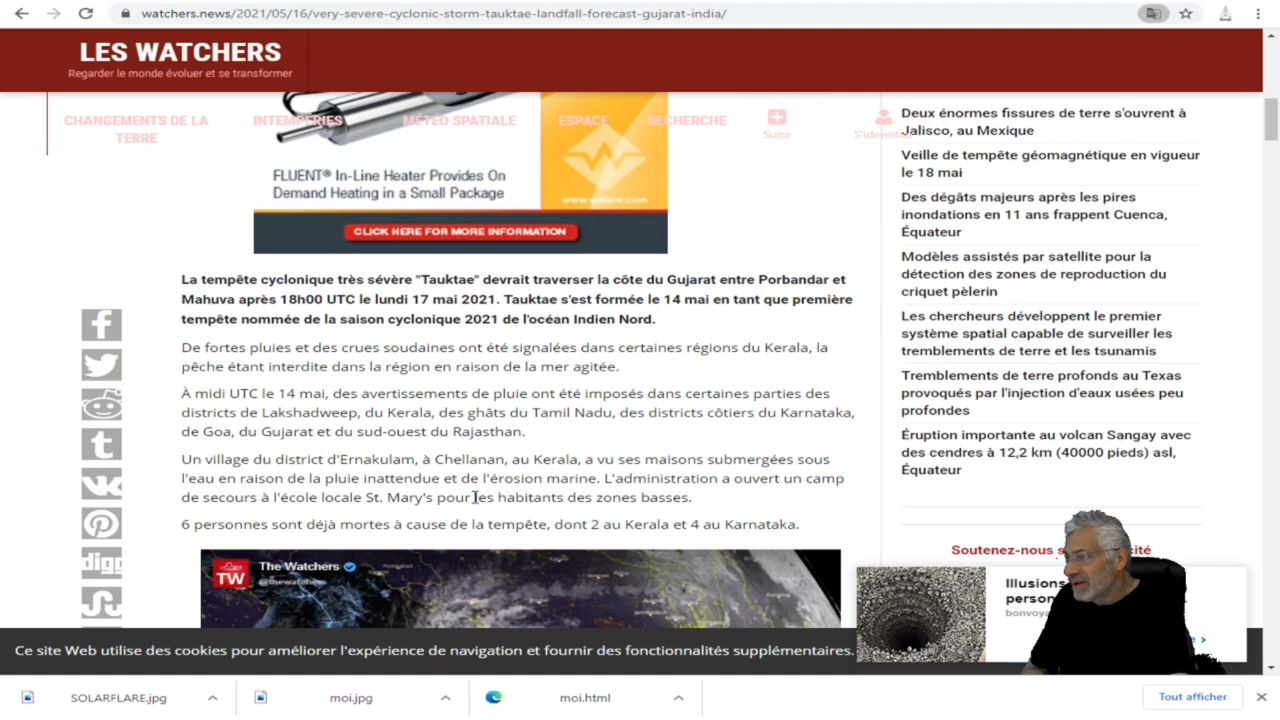 watchers.news/2021/05/16/very-severe-cyclonic-storm-tauktae-landfall-forecast-gujarat-india/
LES WATCHERS
Regarder le monde évoluer et se transformer
CHANGEMENTS DE LA
TERRE
INTEMPÉRIES
MÉTÉO SPATIALE
ESPACE
RECHERCHE
Suite
S'identifier
FLUENT® In-Line Heater Provides On
Demand Heating in a Small Package
CLICK HERE FOR MORE INFORMATION
La tempête cyclonique très sévère "Tauktae" devrait traverser la côte du Gujarat entre Porbandar et
Mahuva après 18h00 UTC le lundi 17 mai 2021. Tauktae s'est formée le 14 mai en tant que première
tempête nommée de la saison cyclonique 2021 de l'océan Indien Nord.
De fortes pluies et des crues soudaines ont été signalées dans certaines régions du Kerala, la
pêche étant interdite dans la région en raison de la mer agitée.
À midi UTC le 14 mai, des avertissements de pluie ont été imposés dans certaines parties des
districts de Lakshadweep, du Kerala, des ghâts du Tamil Nadu, des districts côtiers du Karnataka,
de Goa, du Gujarat et du sud-ouest du Rajasthan.
Un village du district d'Ernakulam, à Chellanan, au Kerala, a vu ses maisons submergées sous
l'eau en raison de la pluie inattendue et de l'érosion marine. L'administration a ouvert un camp
de secours à l'école locale St. Mary's pour les habitants des zones basses.
6 personnes sont déjà mortes à cause de la tempête, dont 2 au Kerala et 4 au Karnataka.
TW
The Watchers
@thewatchers
digg
Deux énormes fissures de terre s'ouvrent à
Jalisco, au Mexique
Veille de tempête géomagnétique en vigueur
le 18 mai
Des dégâts majeurs après les pires
inondations en 11 ans frappent Cuenca,
Équateur
Modèles assistés par satellite pour la
détection des zones de reproduction du
criquet pèlerin
Les chercheurs développent le premier
système spatial capable de surveiller les
tremblements de terre et les tsunamis
Tremblements de terre profonds au Texas
provoqués par l'injection d'eaux usées peu
profondes
Éruption importante au volcan Sangay avec
des cendres à 12,2 km (40000 pieds) asl,
Équateur
Soutenez-nous
Illusions
person
bonvoya
Ce site Web utilise des cookies pour améliorer l'expérience de navigation et fournir des fonctionnalités supplémentaires.
SOLARFLARE.jpg
moi.jpg
moi.html
Tout afficher